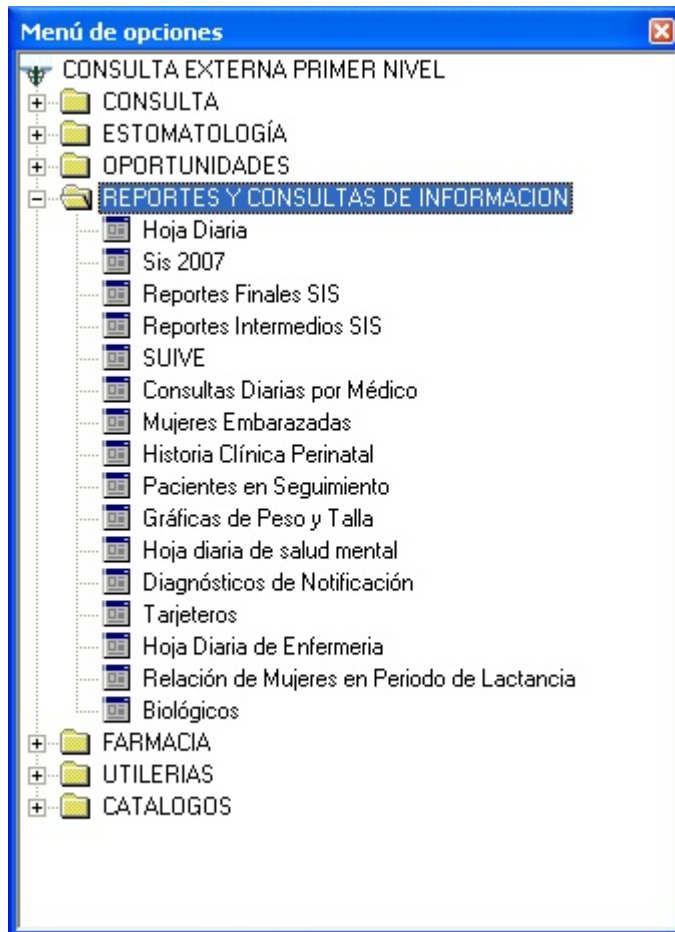 Menú de opciones
CONSULTA EXTERNA PRIMER NIVEL
CONSULTA
ESTOMATOLOGÍA
OPORTUNIDADES
REPORTES Y CONSULTAS DE INFORMACION
Hoja Diaria
Sis 2007
Reportes Finales SIS
Reportes Intermedios SIS
SUIVE
Consultas Diarias por Médico
Mujeres Embarazadas
Historia Clínica Perinatal
Pacientes en Seguimiento
Gráficas de Peso y Talla
Hoja diaria de salud mental
Diagnósticos de Notificación
Tarjeteros
Hoja Diaria de Enfermeria
Relación de Mujeres en Periodo de Lactancia
Biológicos
FARMACIA
UTILERIAS
CATALOGOS